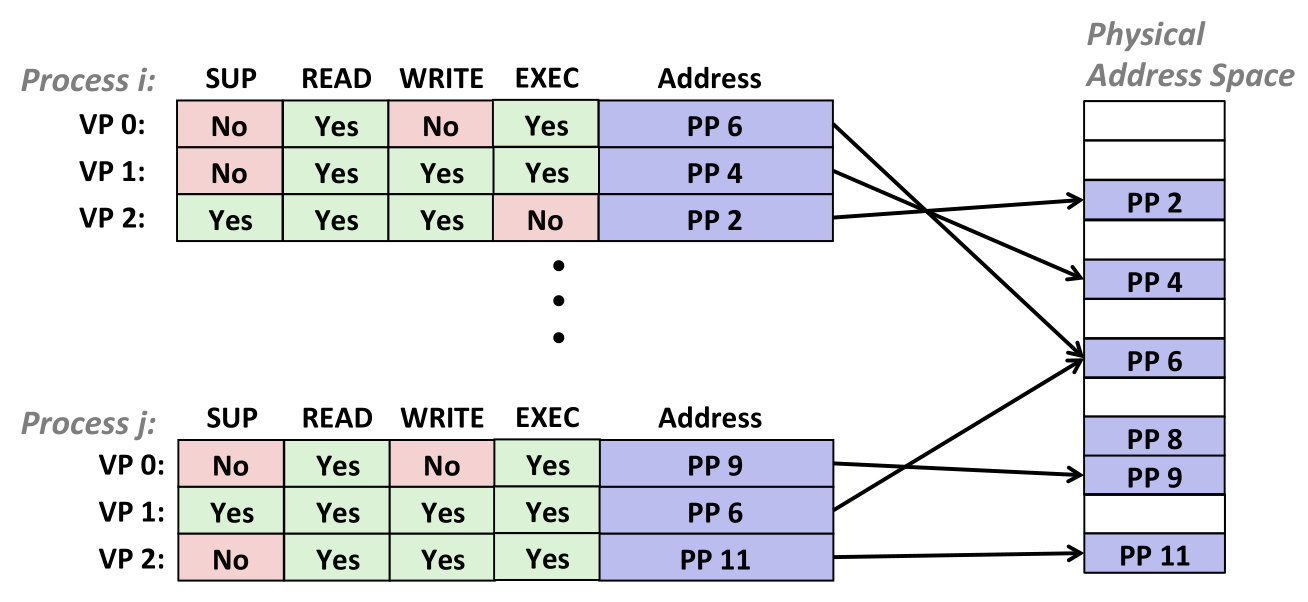 Physical
Address Space
Process i: SUP READ WRITE EXEC Address
VP 0: No Yes No Yes PP 6
VP 1: No Yes Yes Yes PP 4
VP 2: Yes Yes Yes No PP 2
PP 2
PP 4
PP 6
PP 8
PP 9
PP 11
Process j: SUP READ WRITE EXEC Address
VP 0: No Yes No Yes PP 9
VP 1: Yes Yes Yes Yes PP 6
VP 2: No Yes Yes Yes PP 11